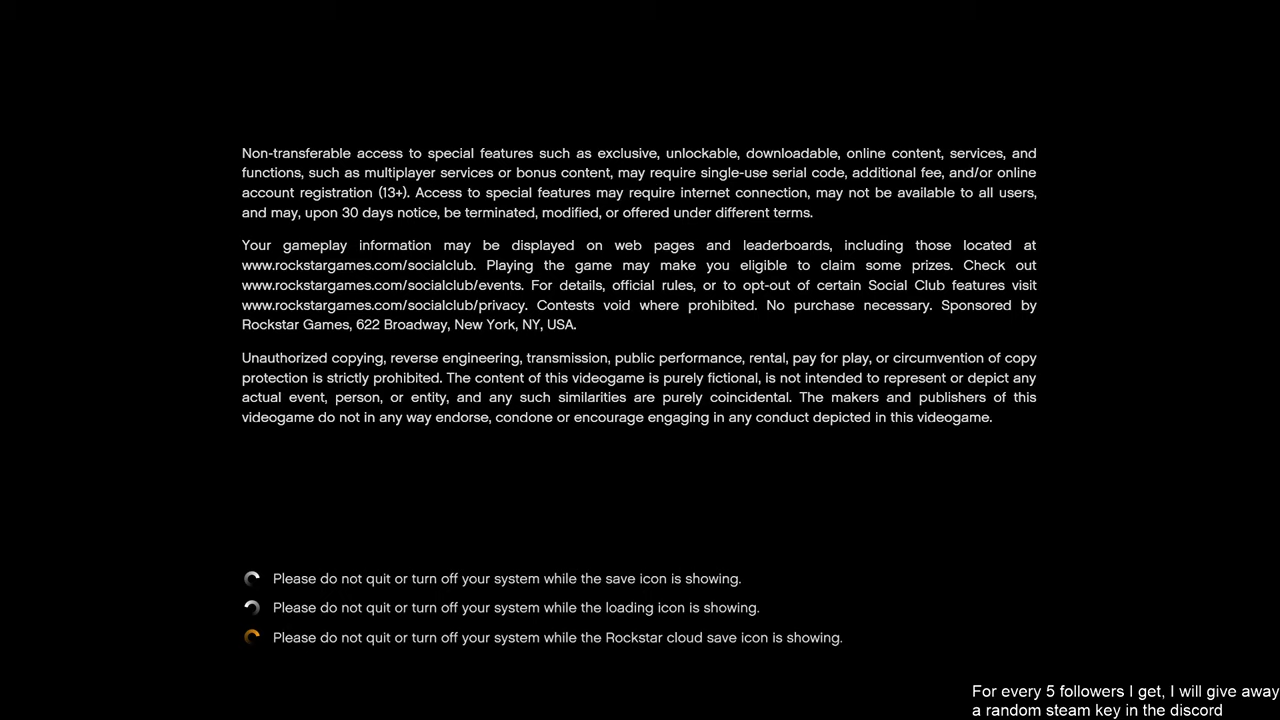 Non-transferable access to special features such as exclusive, unlockable, downloadable, online content, services, and
functions, such as multiplayer services or bonus content, may require single-use serial code, additional fee, and/or online
account registration (13+). Access to special features may require internet connection, may not be available to all users,
and may, upon 30 days notice, be terminated, modified, or offered under different terms.
Your gameplay information may be displayed on web pages and leaderboards, including those located at
www.rockstargames.com/socialclub. Playing the game may make you eligible to claim some prizes. Check out
www.rockstargames.com/socialclub/events. For details, official rules, or to opt-out of certain Social Club features visit
www.rockstargames.com/socialclub/privacy. Contests void where prohibited. No purchase necessary. Sponsored by
Rockstar Games, 622 Broadway, New York, NY, USA.
Unauthorized copying, reverse engineering, transmission, public performance, rental, pay for play, or circumvention of copy
protection is strictly prohibited. The content of this videogame is purely fictional, is not intended to represent or depict any
actual event, person, or entity, and any such similarities are purely coincidental. The makers and publishers of this
videogame do not in any way endorse, condone or encourage engaging in any conduct depicted in this videogame.
Please do not quit or turn off your system while the save icon is showing.
Please do not quit or turn off your system while the loading icon is showing.
Please do not quit or turn off your system while the Rockstar cloud save icon is showing.
For every 5 followers I get, I will give away
a random steam key in the discord